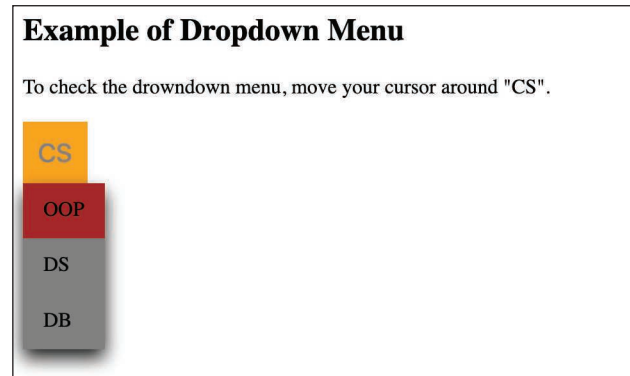 Example of Dropdown Menu
To check the drowndown menu, move your cursor around "CS".
CS
OOP
DS
DB